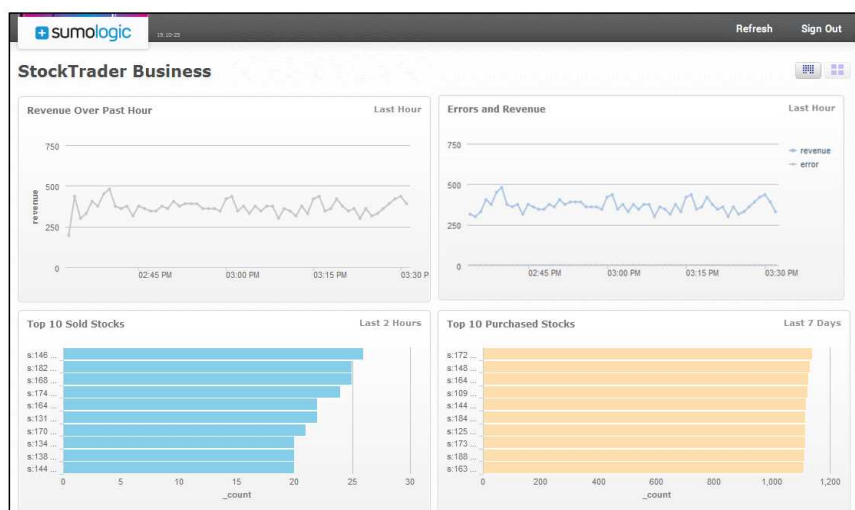 sumologic
19.10-25
Refresh
Sign Out
StockTrader Business
Revenue Over Past Hour
Last Hour
750
500
250
0
revenue
02:45 PM
03:00 PM
03:15 PM
03:30 P
Errors and Revenue
Last Hour
750
500
250
0
02:45 PM
03:00 PM
03:15 PM
03:30 PM
revenue
error
Top 10 Sold Stocks
Last 2 Hours
s:146 ...
s:182 ...
s:168 ...
s:174 ...
s:164 ...
s:131 ...
s:170 ...
s:134 ...
s:138 ...
s:144 ...
0
5
10
15
20
25
30
_count
Top 10 Purchased Stocks
Last 7 Days
s:172 ...
s:148 ...
s:164 ...
s:109 ...
s:144 ...
s:184 ...
s:125 ...
s:173 ...
s:188 ...
s:163 ...
0
200
400
600
800
1,000
1,200
_count